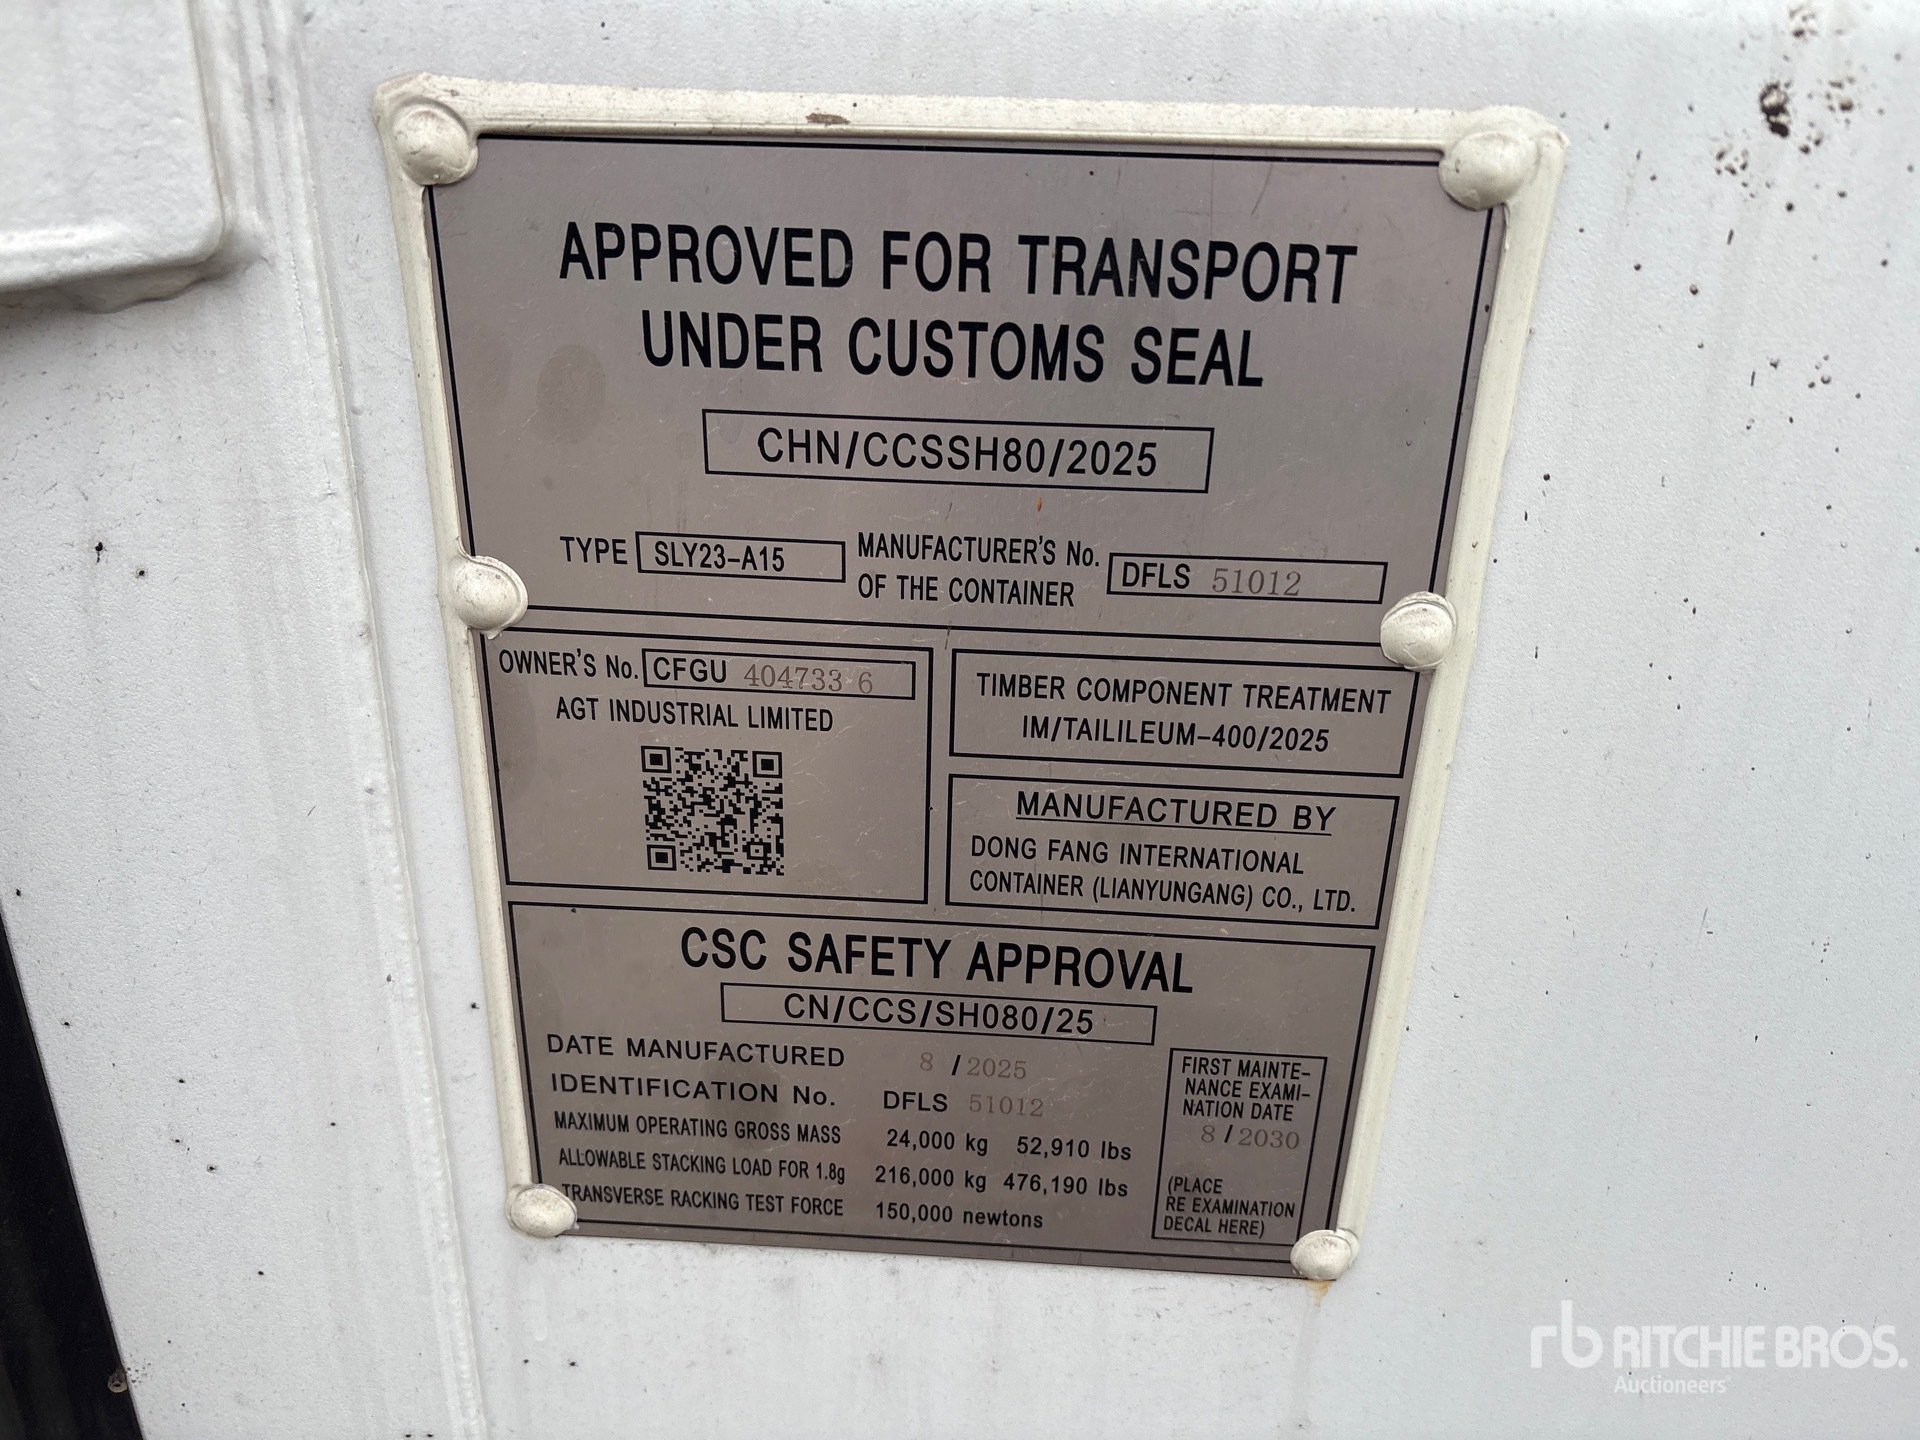 APPROVED FOR TRANSPORT
UNDER CUSTOMS SEAL
CHN/CCSSH80/2025
TYPE SLY23-A15 MANUFACTURER'S No. OF THE CONTAINER DFLS 51012
OWNER'S No. CFGU 404733 6
AGT INDUSTRIAL LIMITED
TIMBER COMPONENT TREATMENT
IM/TAILILEUM-400/2025
MANUFACTURED BY
DONG FANG INTERNATIONAL
CONTAINER (LIANYUNGANG) CO., LTD.
CSC SAFETY APPROVAL
CN/CCS/SH080/25
DATE MANUFACTURED 8 / 2025
IDENTIFICATION No. DFLS 51012
MAXIMUM OPERATING GROSS MASS 24,000 kg 52,910 lbs
ALLOWABLE STACKING LOAD FOR 1.8g 216,000 kg 476,190 lbs
TRANSVERSE RACKING TEST FORCE 150,000 newtons
FIRST MAINTE-
NANCE EXAMI-
NATION DATE
8 / 2030
(PLACE
RE EXAMINATION
DECAL HERE)
rb RITCHIE BROS.
Auctioneers